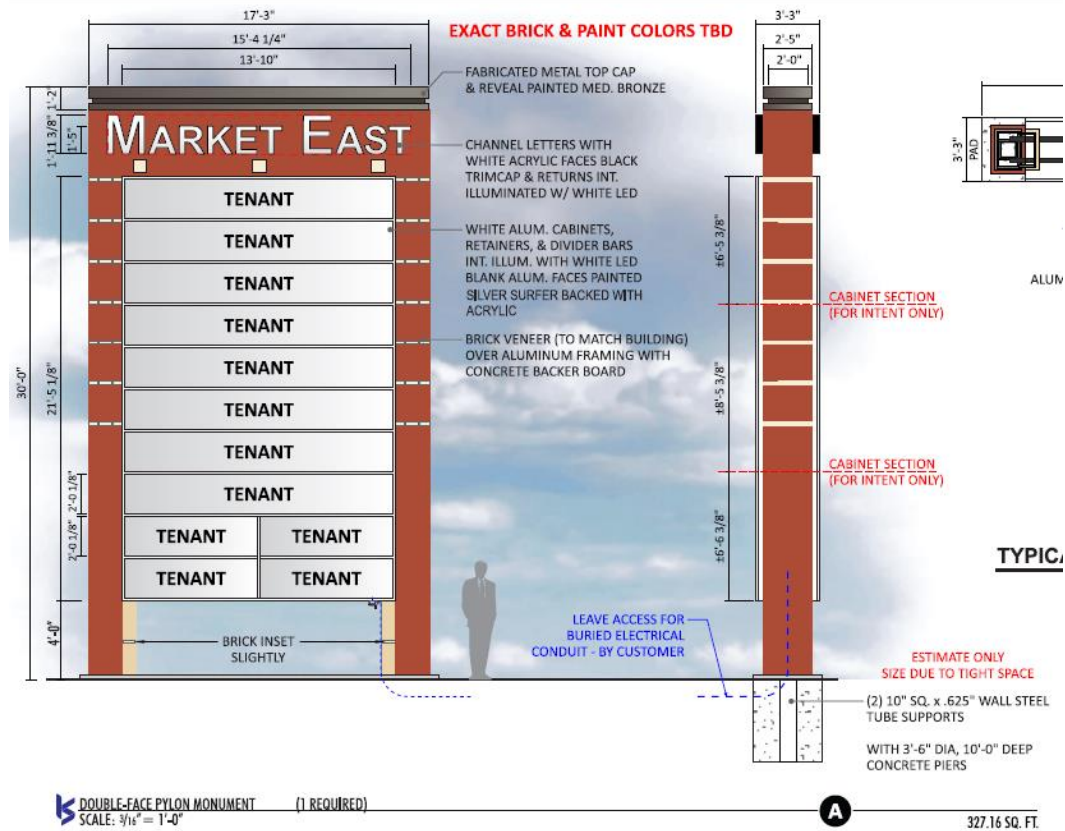 17'-3"
15'-4 1/4"
13'-10"
EXACT BRICK & PAINT COLORS TBD
3'-3"
2'-5"
2'-0"
FABRICATED METAL TOP CAP
& REVEAL PAINTED MED. BRONZE
1'-2"
1'-11 3/8"
1'-5"
MARKET EAST
CHANNEL LETTERS WITH
WHITE ACRYLIC FACES BLACK
TRIMCAP & RETURNS INT.
ILLUMINATED W/ WHITE LED
3'-3"
PAD
TENANT
TENANT
TENANT
TENANT
TENANT
TENANT
TENANT
TENANT
TENANT TENANT
TENANT TENANT
WHITE ALUM. CABINETS,
RETAINERS, & DIVIDER BARS
INT. ILLUM. WITH WHITE LED
BLANK ALUM. FACES PAINTED
SILVER SURFER BACKED WITH
ACRYLIC
BRICK VENEER (TO MATCH BUILDING)
OVER ALUMINUM FRAMING WITH
CONCRETE BACKER BOARD
30'-0"
21'-5 1/8"
2'-0 1/8"
2'-0 1/8"
4'-0"
±6'-5 3/8"
±8'-5 3/8"
±6'-6 3/8"
CABINET SECTION
(FOR INTENT ONLY)
CABINET SECTION
(FOR INTENT ONLY)
ALUM
TYPICA
BRICK INSET
SLIGHTLY
LEAVE ACCESS FOR
BURIED ELECTRICAL
CONDUIT - BY CUSTOMER
ESTIMATE ONLY
SIZE DUE TO TIGHT SPACE
(2) 10" SQ. x .625" WALL STEEL
TUBE SUPPORTS
WITH 3'-6" DIA, 10'-0" DEEP
CONCRETE PIERS
DOUBLE-FACE PYLON MONUMENT (1 REQUIRED)
SCALE: 3/16" = 1'-0"
A
327.16 SQ. FT.